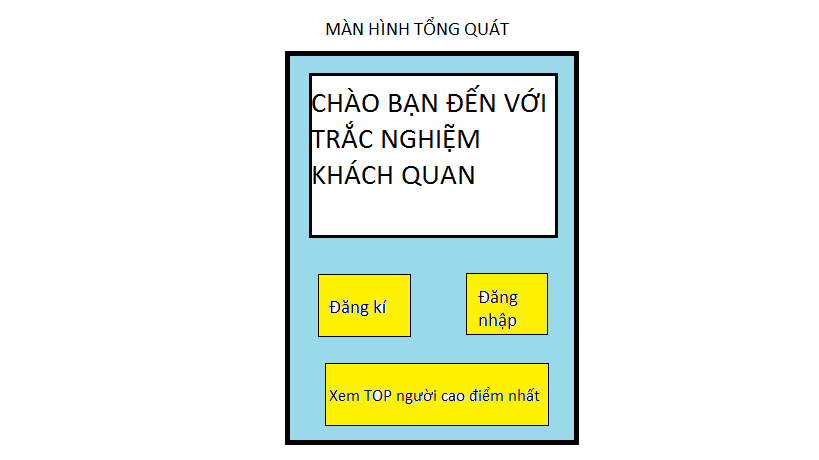 MÀN HÌNH TỔNG QUÁT
CHÀO BẠN ĐẾN VỚI
TRẮC NGHIỆM
KHÁCH QUAN
Đăng kí
Đăng
nhập
Xem TOP người cao điểm nhất